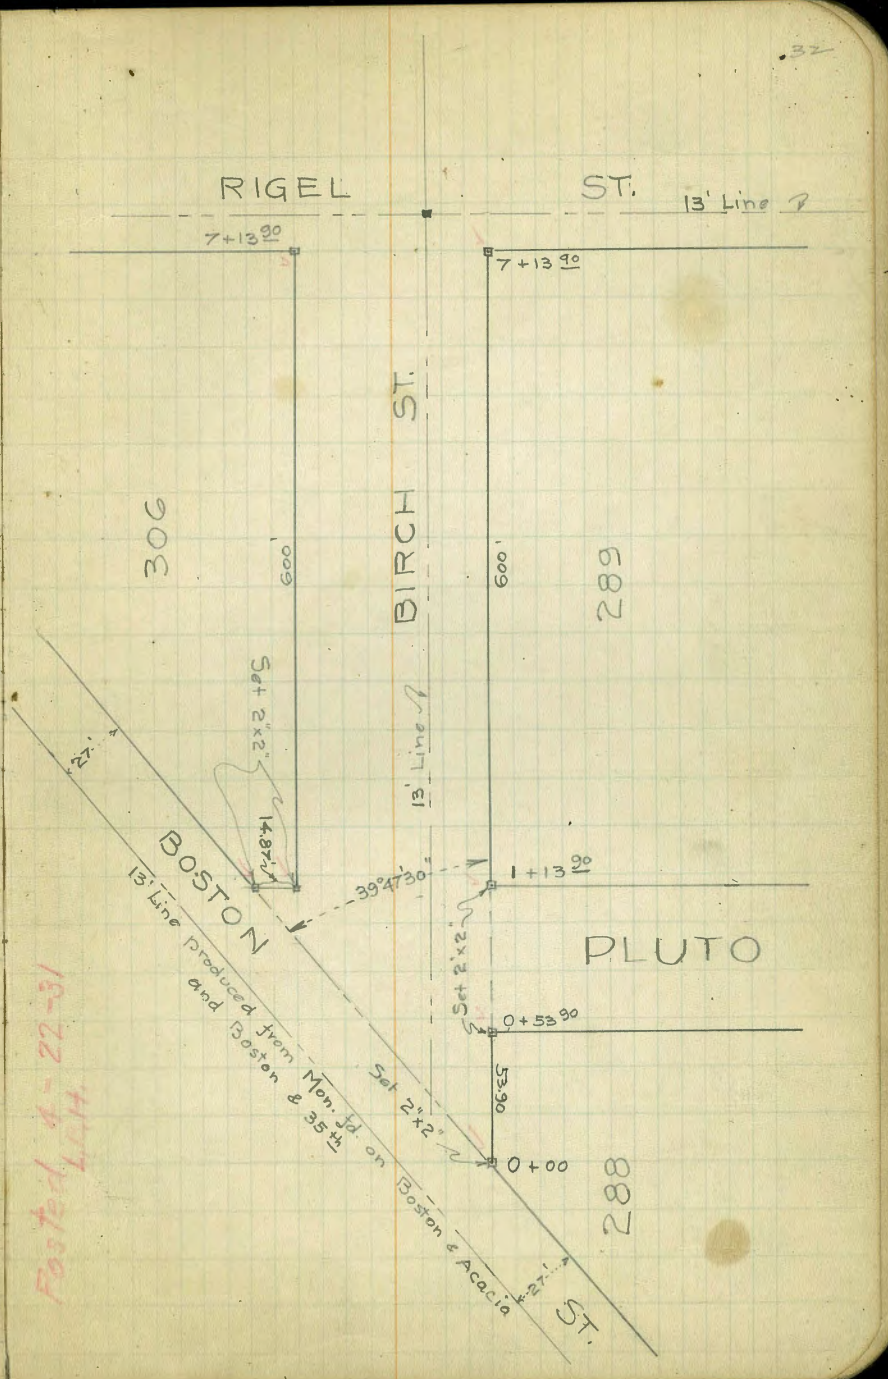 32
RIGEL ST.
13' Line
7+13 90
7+13 90
BIRCH ST.
306
600'
600'
289
Set 2"x2"
13' Line
27'
14.87'
BOSTON
39°47'30"
1+13 90
Set 2"x2"
PLUTO
13' Line produced from Mon. fd. on Boston & Acacia
and Boston & 35th
0+53 90
53.90
Set 2"x2"
0+00
288
27'
ST.
Posted 4-22-31